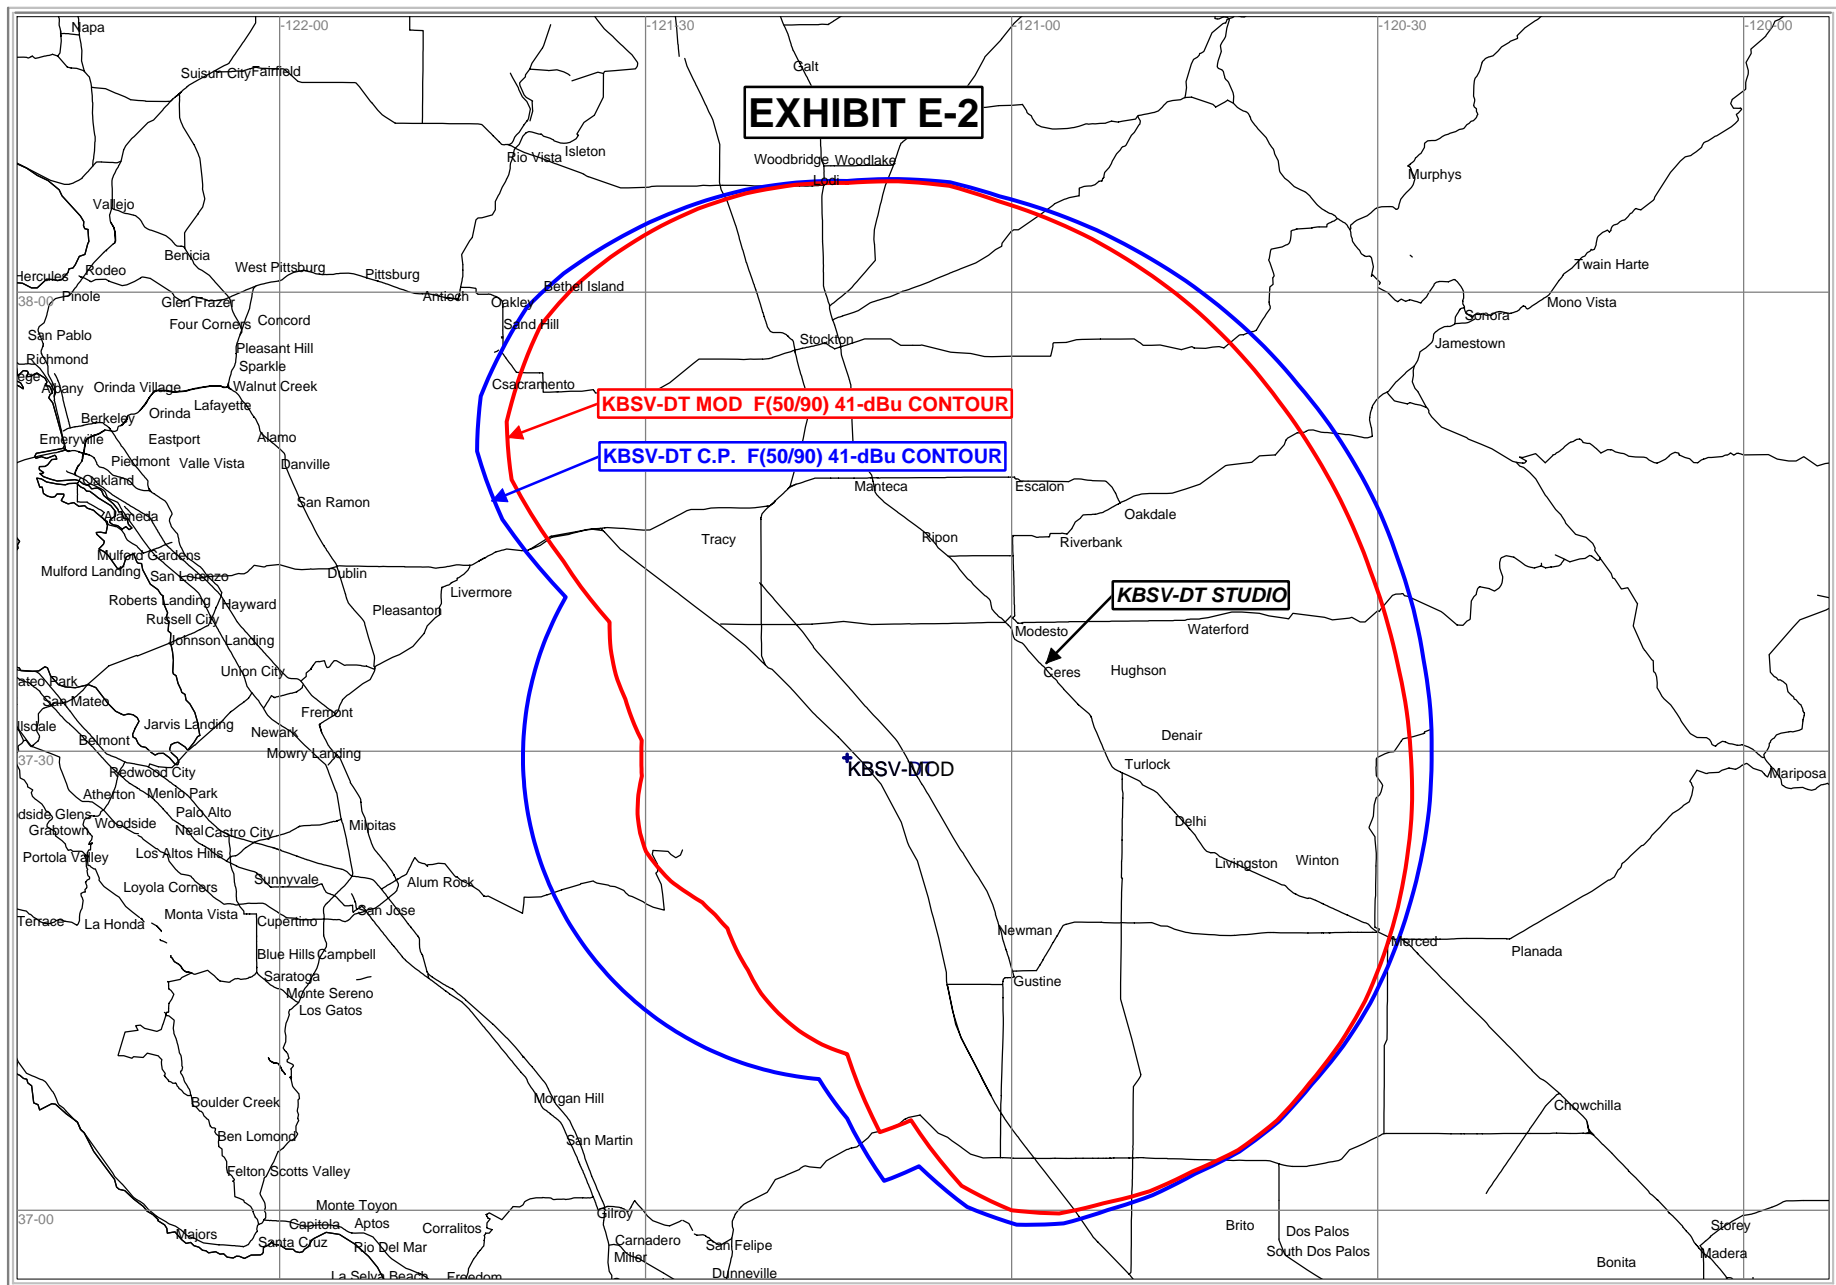 -122-00
-121-30
-121-00
-120-30
-120-00
Napa
Suisun City
Fairfield
Galt
EXHIBIT E-2
Rio Vista
Isleton
Woodbridge
Woodlake
Lodi
Murphys
Vallejo
Benicia
West Pittsburg
Pittsburg
Hercules
Rodeo
Pinole
Glen Frazer
Antioch
Oakley
Bethel Island
Twain Harte
Mono Vista
38-00
Four Corners
Concord
Sand Hill
Sonora
San Pablo
Pleasant Hill
Stockton
Jamestown
Richmond
Sparkle
ege
Albany
Orinda Village
Walnut Creek
Csacramento
Lafayette
KBSV-DT MOD F(50/90) 41-dBu CONTOUR
Berkeley
Orinda
Emeryville
Eastport
Alamo
KBSV-DT C.P. F(50/90) 41-dBu CONTOUR
Piedmont
Valle Vista
Danville
Oakland
San Ramon
Manteca
Escalon
Alameda
Oakdale
Tracy
Ripon
Riverbank
Mulford Gardens
Mulford Landing
San Lorenzo
Dublin
Livermore
KBSV-DT STUDIO
Roberts Landing
Hayward
Pleasanton
Russell City
Johnson Landing
Modesto
Waterford
Union City
Ceres
Hughson
ateo Park
San Mateo
Fremont
Jarvis Landing
llsdale
Belmont
Newark
Mowry Landing
Denair
37-30
KBSV-DT
MOD
Turlock
Mariposa
Redwood City
Atherton
Menlo Park
dside Glens
Woodside
Palo Alto
Grabtown
Neal
Castro City
Milpitas
Delhi
Portola Valley
Los Altos Hills
Livingston
Winton
Loyola Corners
Sunnyvale
Alum Rock
Terrace
La Honda
Monta Vista
Cupertino
San Jose
Newman
Merced
Planada
Blue Hills
Campbell
Saratoga
Gustine
Monte Sereno
Los Gatos
Boulder Creek
Morgan Hill
Chowchilla
Ben Lomond
San Martin
Felton
Scotts Valley
Monte Toyon
37-00
Majors
Capitola
Aptos
Corralitos
Gilroy
Brito
Dos Palos
Storey
Santa Cruz
Rio Del Mar
Carnadero
San Felipe
South Dos Palos
Madera
Miller
Bonita
La Selva Beach
Freedom
Dunneville